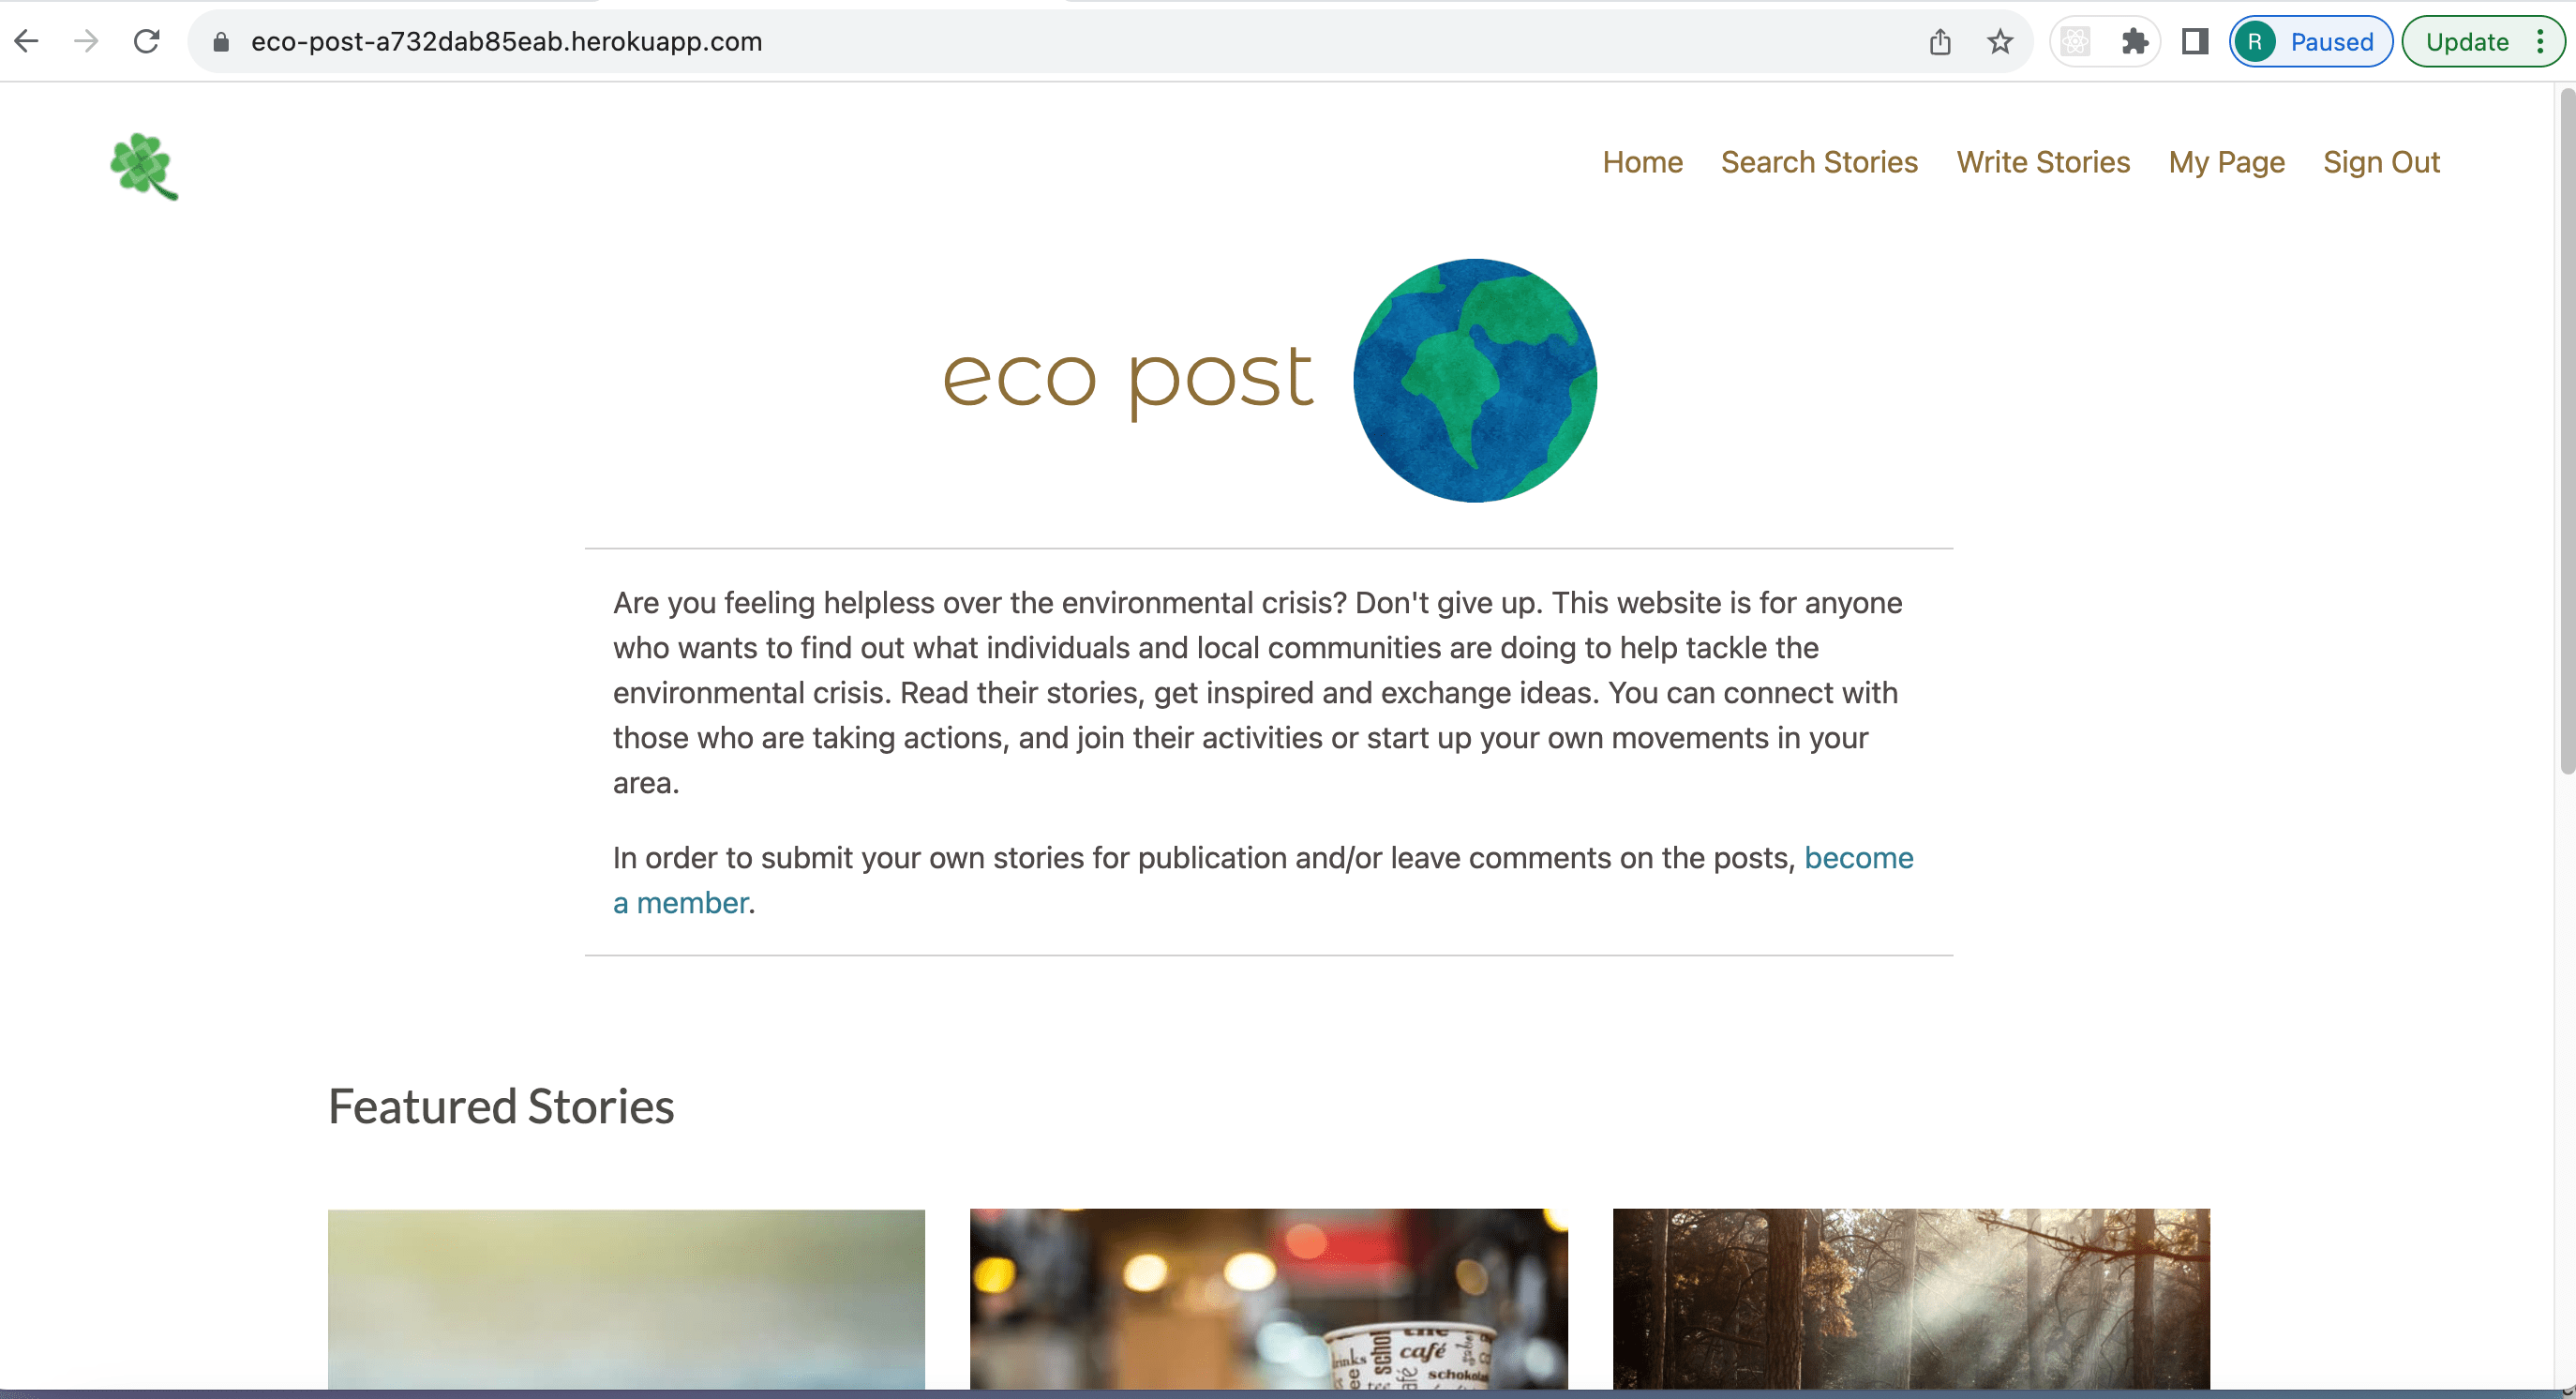 eco-post-a732dab85eab.herokuapp.com
R Paused Update
Home Search Stories Write Stories My Page Sign Out
eco post
Are you feeling helpless over the environmental crisis? Don't give up. This website is for anyone
who wants to find out what individuals and local communities are doing to help tackle the
environmental crisis. Read their stories, get inspired and exchange ideas. You can connect with
those who are taking actions, and join their activities or start up your own movements in your
area.
In order to submit your own stories for publication and/or leave comments on the posts, become
a member.
Featured Stories
the
café
café